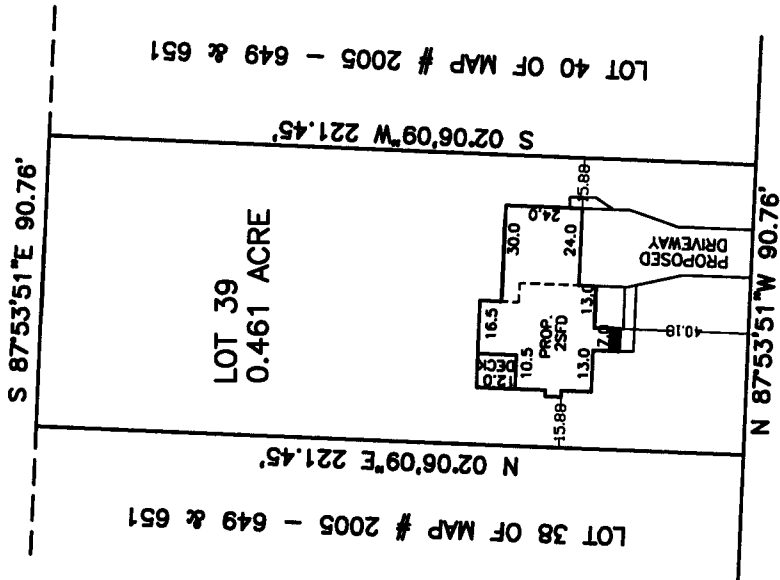 LOT 40 OF MAP # 2005 - 649 & 651
S 02°06'09"W 221.45'
S 87°53'51"E 90.76'
LOT 39
0.461 ACRE
15.88
24.0
30.0
24.0
PROPOSED
DRIVEWAY
16.5
13.0
PROP.
2SFD
DECK
12.0
10.5
7.0
13.0
40.18
15.88
N 87°53'51"W 90.76'
N 02°06'09"E 221.45'
LOT 38 OF MAP # 2005 - 649 & 651